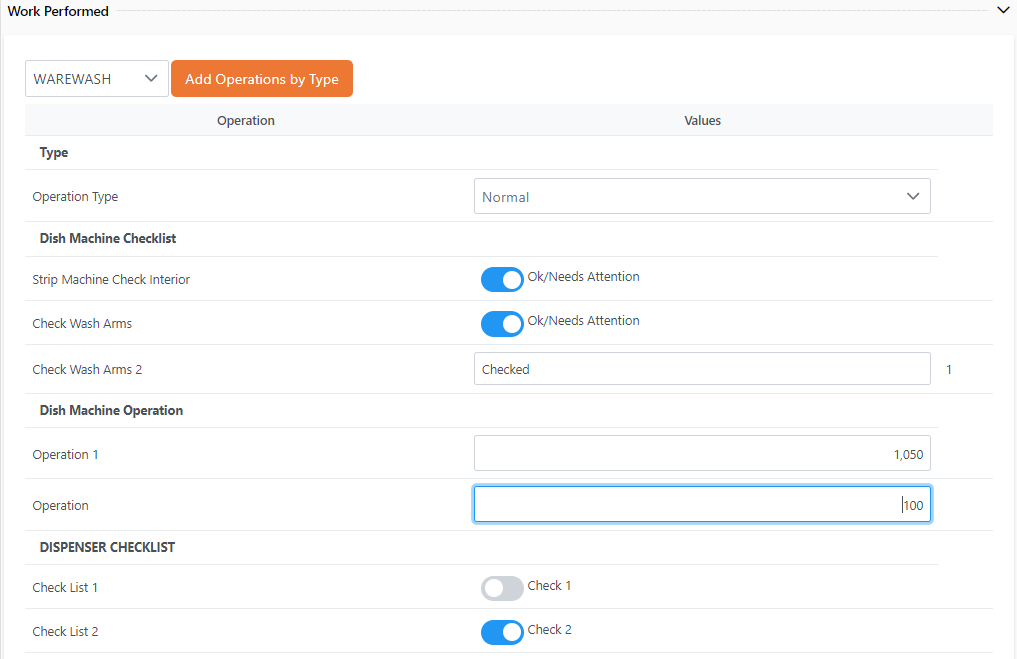 Work Performed
WAREWASH Add Operations by Type
Operation Values
Type
Operation Type Normal
Dish Machine Checklist
Strip Machine Check Interior Ok/Needs Attention
Check Wash Arms Ok/Needs Attention
Check Wash Arms 2 Checked 1
Dish Machine Operation
Operation 1 1,050
Operation 100
DISPENSER CHECKLIST
Check List 1 Check 1
Check List 2 Check 2